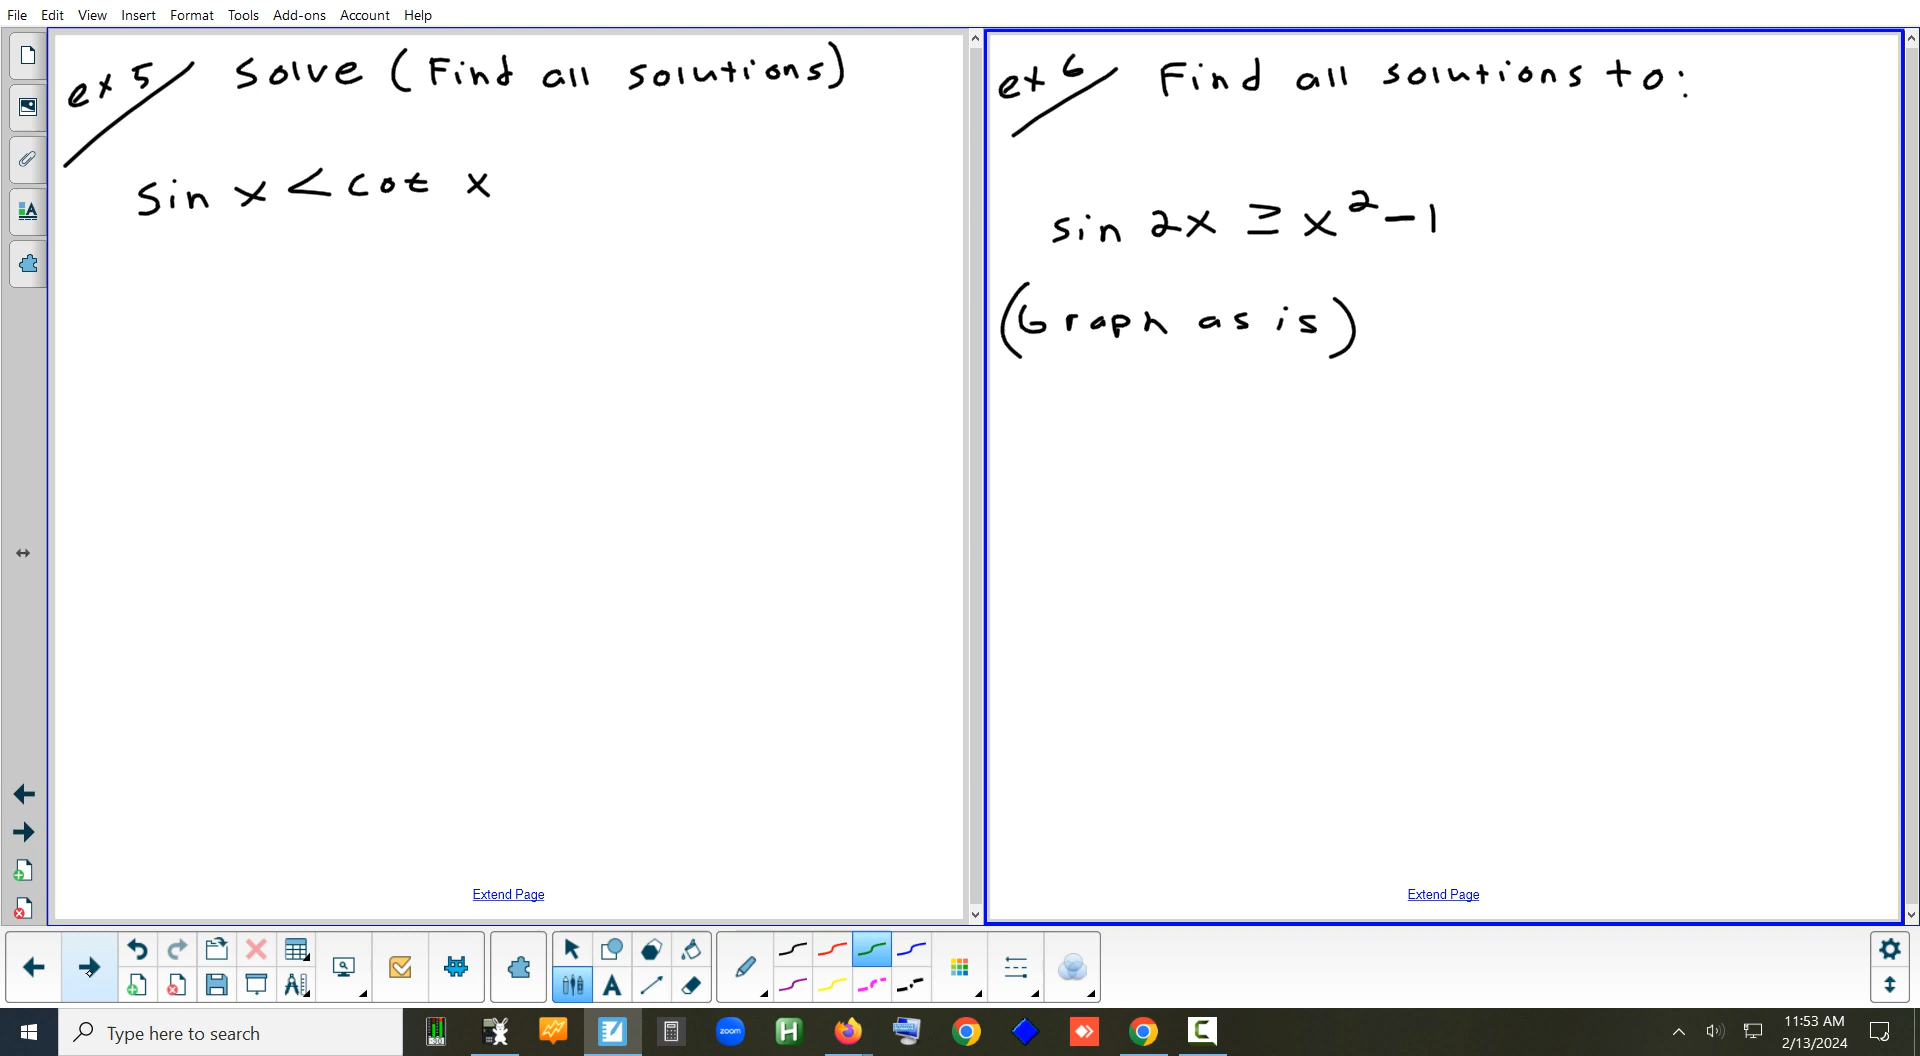 File Edit View Insert Format Tools Add-ons Account Help
ex 5 Solve (Find all solutions)
sin x < cot x
Extend Page
ex 6 Find all solutions to:
sin 2x ≥ x² - 1
(Graph as is)
Extend Page
A
Type here to search
zoom
H
C
11:53 AM
2/13/2024